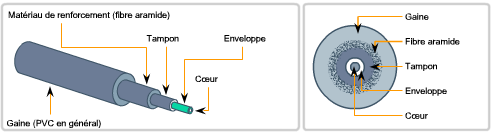 Matériau de renforcement (fibre aramide)
Tampon
Enveloppe
Cœur
Gaine (PVC en général)
Gaine
Fibre aramide
Tampon
Enveloppe
Cœur